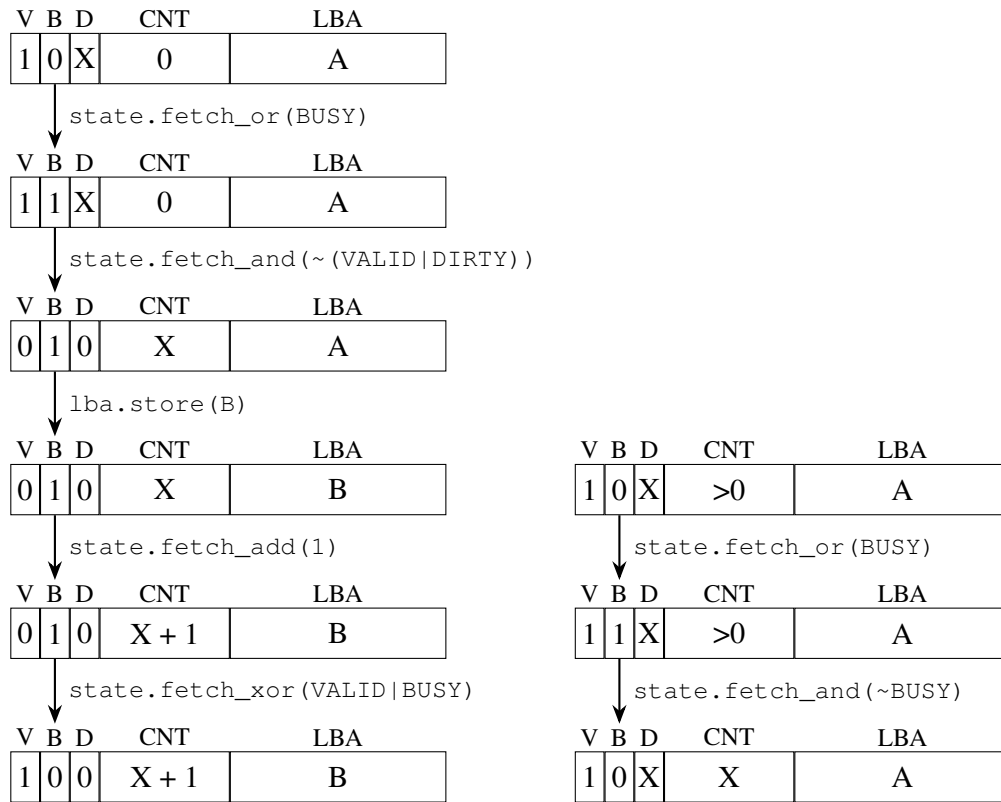 V B D CNT LBA
1 0 X 0 A
state.fetch_or(BUSY)
V B D CNT LBA
1 1 X 0 A
state.fetch_and(~(VALID|DIRTY))
V B D CNT LBA
0 1 0 X A
lba.store(B)
V B D CNT LBA
0 1 0 X B
state.fetch_add(1)
V B D CNT LBA
0 1 0 X + 1 B
state.fetch_xor(VALID|BUSY)
V B D CNT LBA
1 0 0 X + 1 B
V B D CNT LBA
1 0 X >0 A
state.fetch_or(BUSY)
V B D CNT LBA
1 1 X >0 A
state.fetch_and(~BUSY)
V B D CNT LBA
1 0 X X A